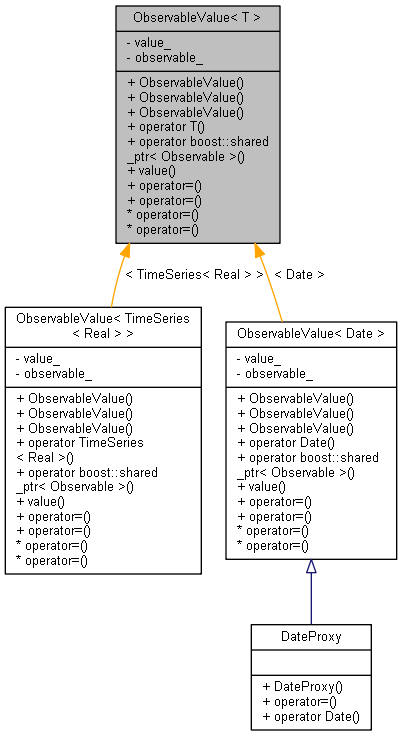 ObservableValue< T >
- value_
- observable_
+ ObservableValue()
+ ObservableValue()
+ ObservableValue()
+ operator T()
+ operator boost::shared
_ptr< Observable >()
+ value()
+ operator=()
+ operator=()
* operator=()
* operator=()
< TimeSeries< Real > >
< Date >
ObservableValue< TimeSeries
< Real > >
- value_
- observable_
+ ObservableValue()
+ ObservableValue()
+ ObservableValue()
+ operator TimeSeries
< Real >()
+ operator boost::shared
_ptr< Observable >()
+ value()
+ operator=()
+ operator=()
* operator=()
* operator=()
ObservableValue< Date >
- value_
- observable_
+ ObservableValue()
+ ObservableValue()
+ ObservableValue()
+ operator Date()
+ operator boost::shared
_ptr< Observable >()
+ value()
+ operator=()
+ operator=()
* operator=()
* operator=()
DateProxy
+ DateProxy()
+ operator=()
+ operator Date()